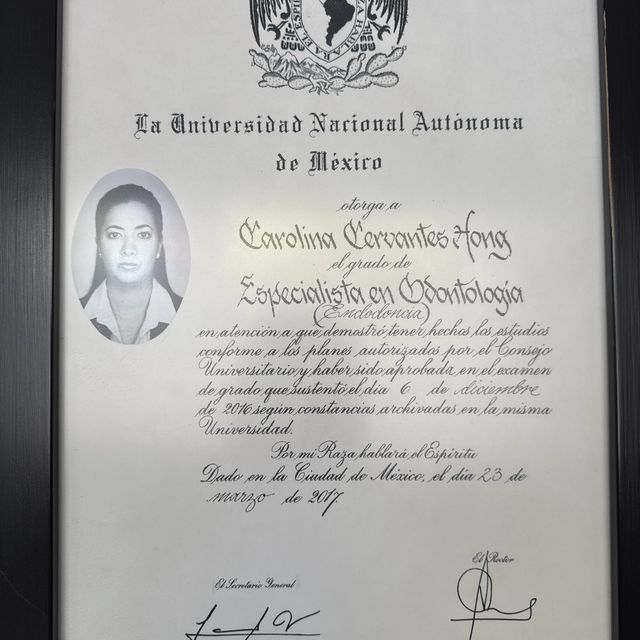 La Universidad Nacional Autónoma
de México
otorga a
Carolina Cervantes Hong
el grado de
Especialista en Odontología
(Endodoncia)
en atención a que demostró tener hechos los estudios
conforme a los planes autorizados por el Consejo
Universitario y haber sido aprobada en el examen
de grado que sustentó el día 6 de diciembre
de 2016 según constancias archivadas en la misma
Universidad.
Por mi Raza hablará el Espíritu
Dado en la Ciudad de México, el día 23 de
marzo de 2017.
El Rector
El Secretario General